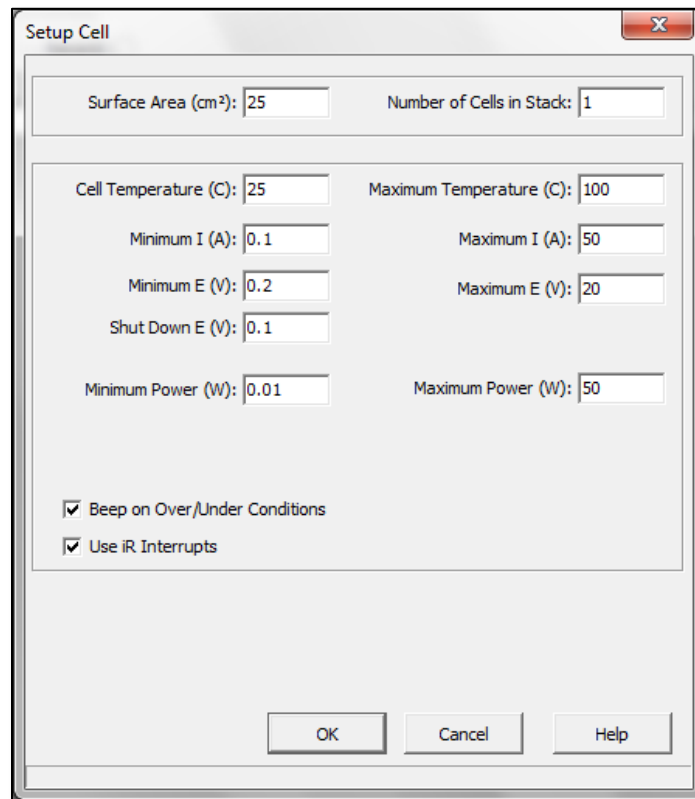 Setup Cell
Surface Area (cm²): 25 Number of Cells in Stack: 1
Cell Temperature (C): 25 Maximum Temperature (C): 100
Minimum I (A): 0.1 Maximum I (A): 50
Minimum E (V): 0.2 Maximum E (V): 20
Shut Down E (V): 0.1
Minimum Power (W): 0.01 Maximum Power (W): 50
Beep on Over/Under Conditions
Use iR Interrupts
OK Cancel Help